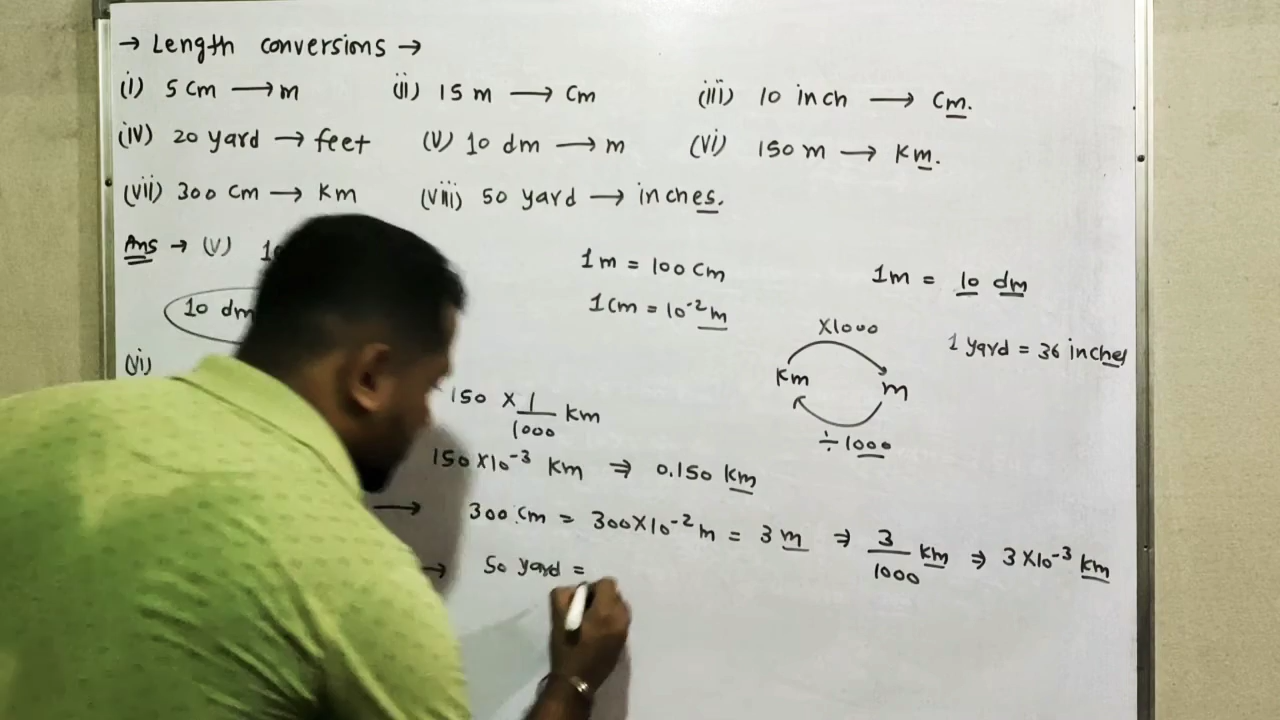 → Length conversions →
(i) 5 cm → m (ii) 15 m → cm (iii) 10 inch → cm.
(iv) 20 yard → feet (v) 10 dm → m (vi) 150 m → km.
(vii) 300 cm → km (viii) 50 yard → inches.
Ans → (v)
1m = 100 cm
1m = 10 dm
10 dm
1 cm = 10⁻² m
×1000
1 yard = 36 inches
(vi)
km m
150 × 1/1000 km
÷1000
150×10⁻³ km ⇒ 0.150 km
→ 300 cm = 300×10⁻² m = 3 m ⇒ 3/1000 km ⇒ 3×10⁻³ km
→ 50 yard =